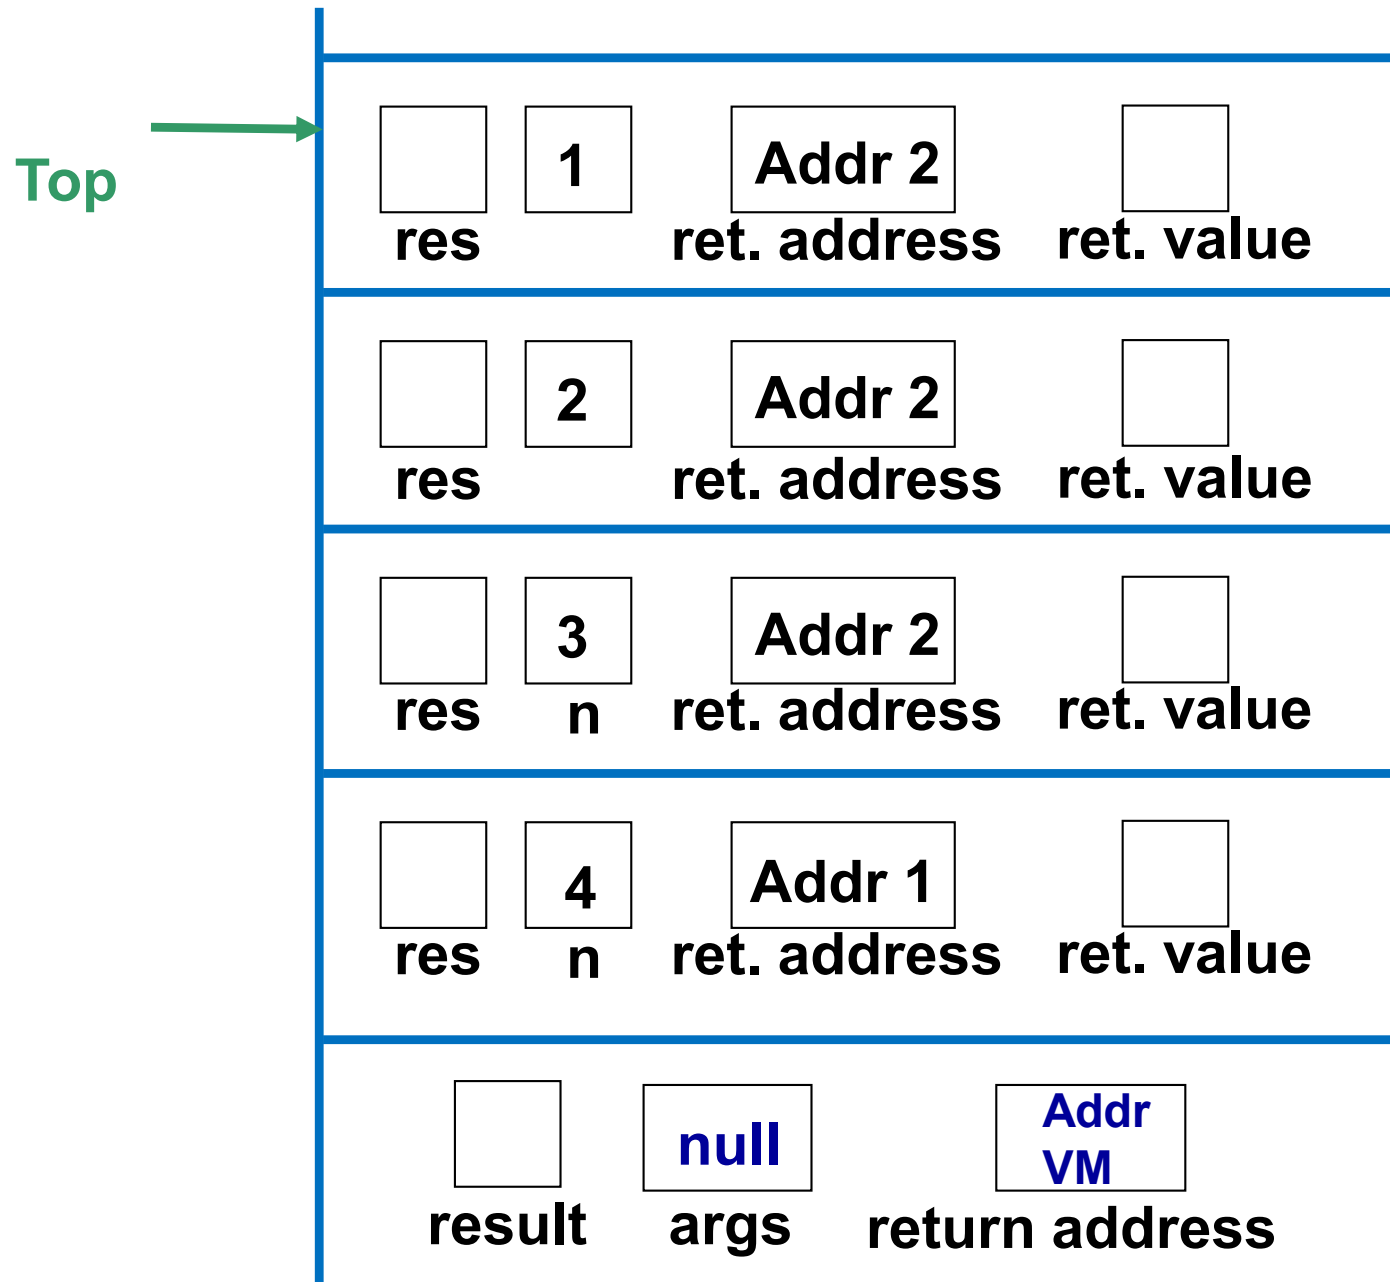 Top
1 Addr 2
res ret. address ret. value
2 Addr 2
res ret. address ret. value
3 Addr 2
res n ret. address ret. value
4 Addr 1
res n ret. address ret. value
null Addr
VM
result args return address